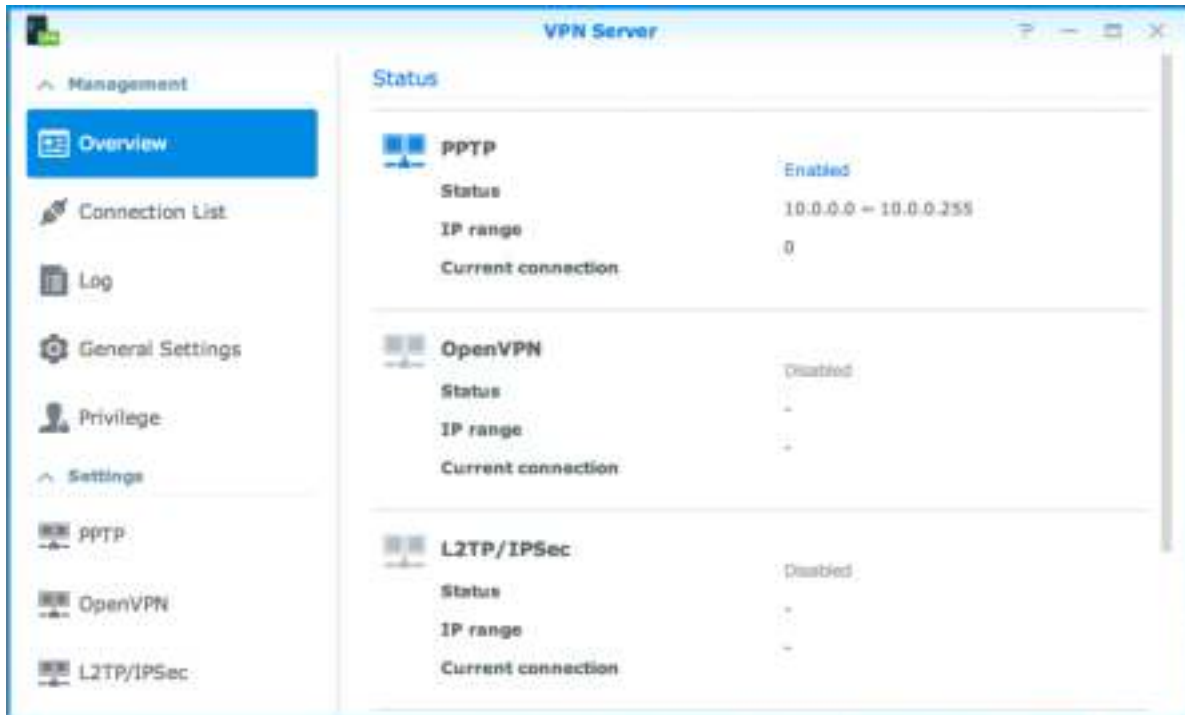 VPN Server
Management
Overview
Connection List
Log
General Settings
Privilege
Settings
PPTP
OpenVPN
L2TP/IPSec
Status
PPTP
Status Enabled
IP range 10.0.0.0 ~ 10.0.0.255
Current connection 0
OpenVPN
Status Disabled
IP range -
Current connection -
L2TP/IPSec
Status Disabled
IP range -
Current connection -